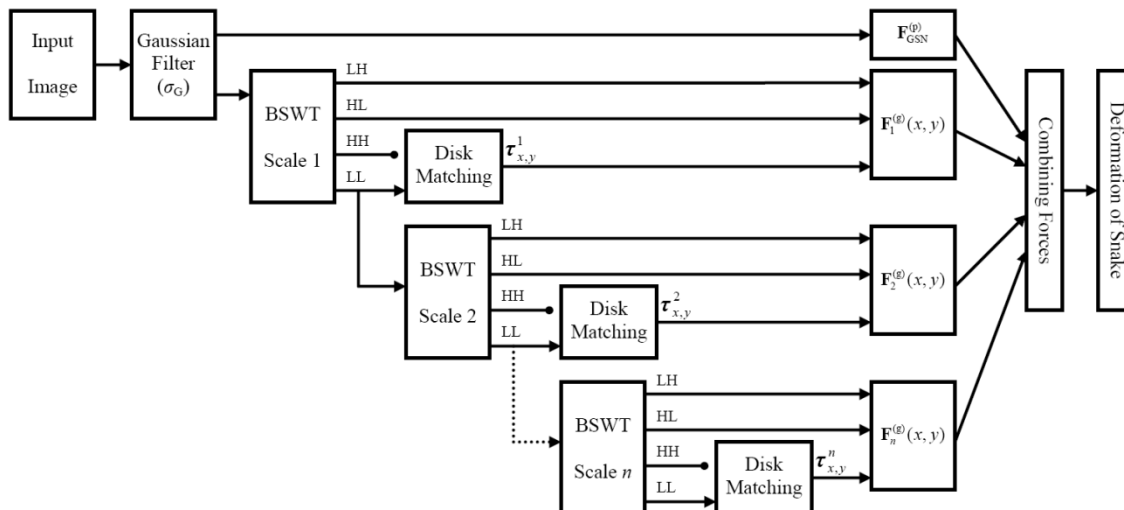 Input
Image
Gaussian
Filter
(σG)
F(p)GSN
BSWT
Scale 1
LH
HL
HH
LL
Disk
Matching
τ1x,y
F1(g)(x, y)
BSWT
Scale 2
LH
HL
HH
LL
Disk
Matching
τ2x,y
F2(g)(x, y)
BSWT
Scale n
LH
HL
HH
LL
Disk
Matching
τnx,y
Fn(g)(x, y)
Combining Forces
Deformation of
Snake